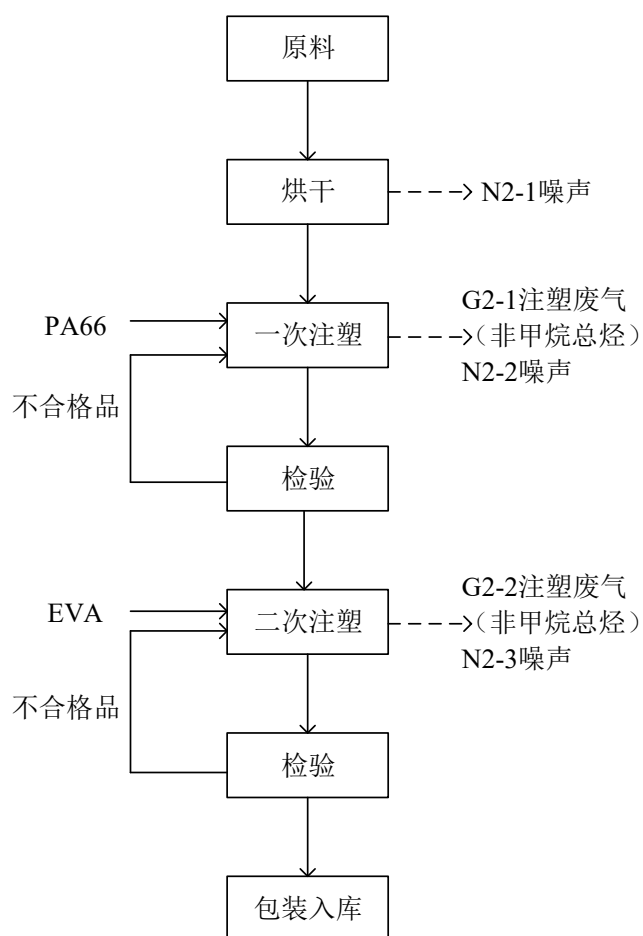 原料
烘干
N2-1噪声
G2-1注塑废气
PA66
一次注塑
（非甲烷总烃）
N2-2噪声
不合格品
检验
G2-2注塑废气
EVA
二次注塑
（非甲烷总烃）
N2-3噪声
不合格品
检验
包装入库